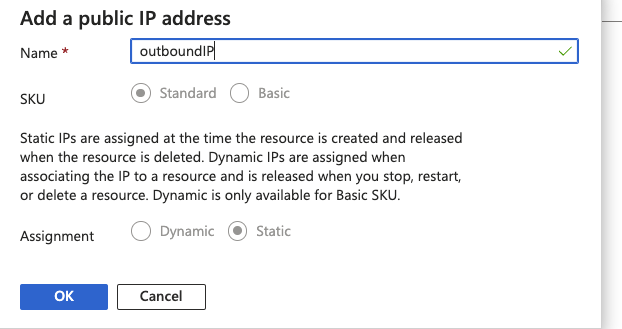 Add a public IP address
Name *
outboundIP
SKU
Standard
Basic
Static IPs are assigned at the time the resource is created and released
when the resource is deleted. Dynamic IPs are assigned when
associating the IP to a resource and is released when you stop, restart,
or delete a resource. Dynamic is only available for Basic SKU.
Assignment
Dynamic
Static
OK
Cancel